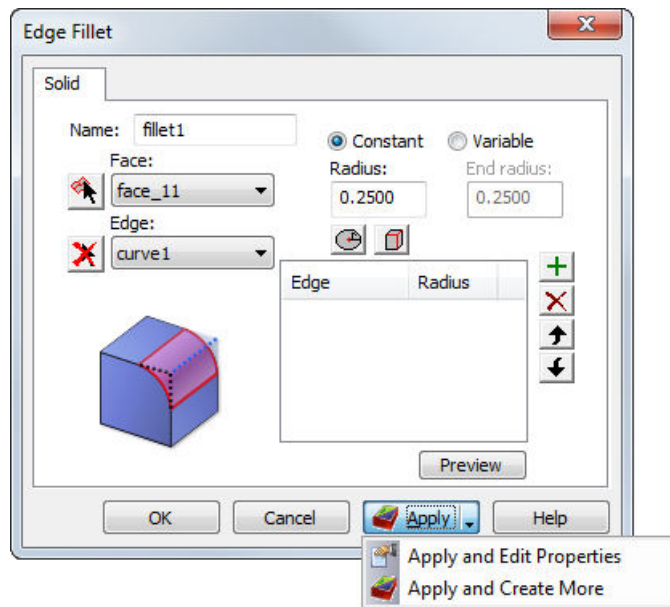 Edge Fillet
Solid
Name: fillet1
Constant Variable
Face:
Radius: End radius:
face_11
0.2500 0.2500
Edge:
curve1
Edge Radius
Preview
OK Cancel Apply Help
Apply and Edit Properties
Apply and Create More